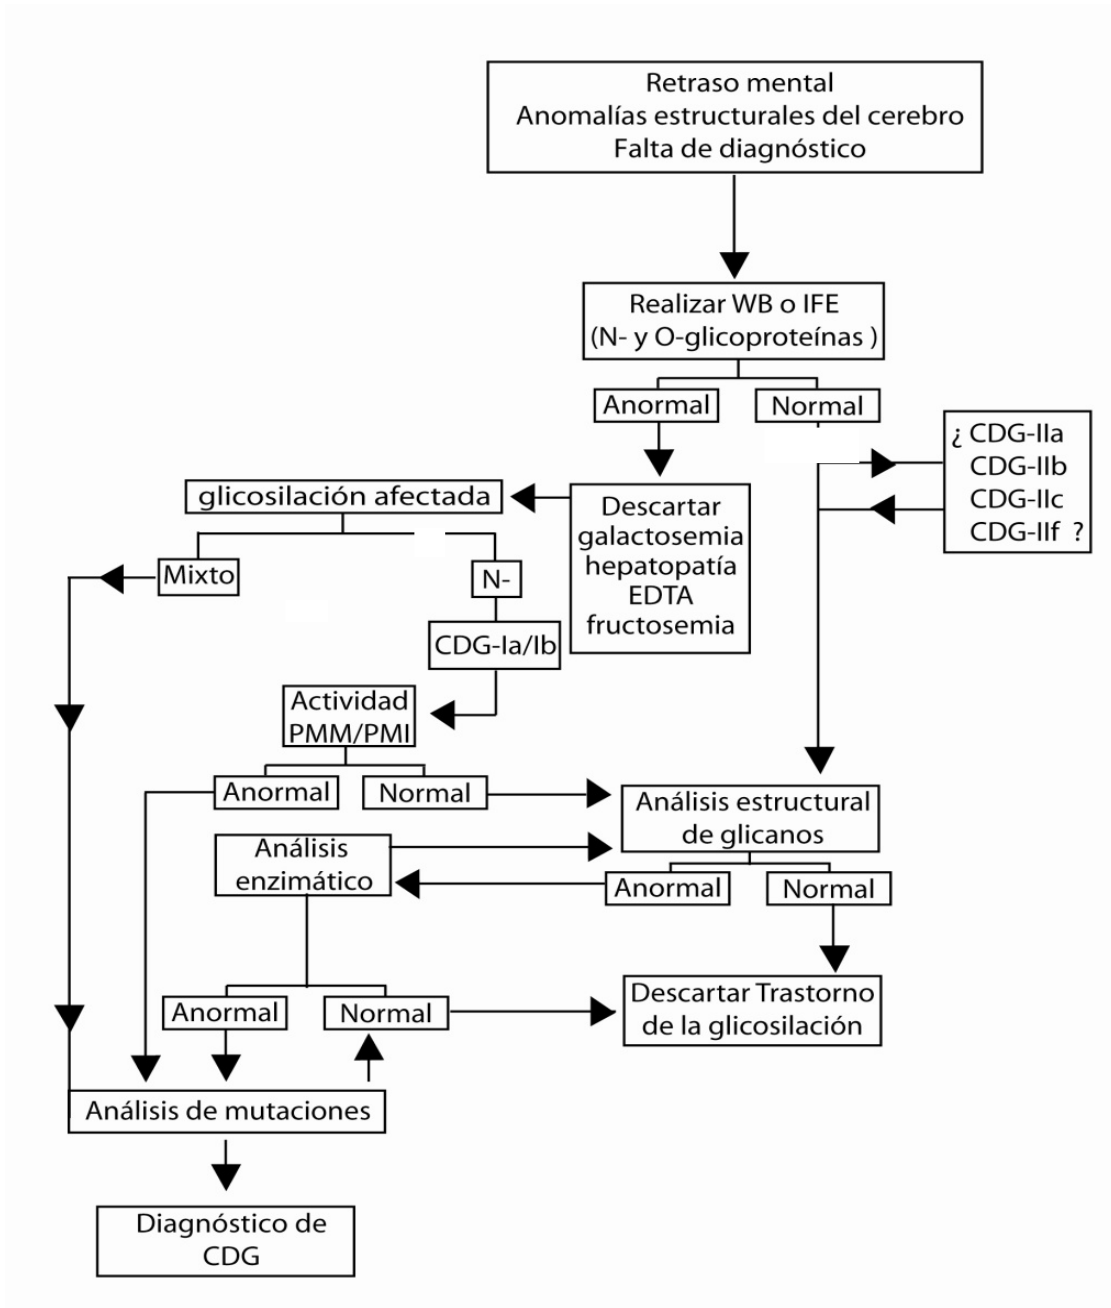 Retraso mental
Anomalías estructurales del cerebro
Falta de diagnóstico
Realizar WB o IFE
(N- y O-glicoproteínas )
Anormal
Normal
¿ CDG-IIa
CDG-IIb
CDG-IIc
CDG-IIf ?
glicosilación afectada
Descartar
galactosemia
hepatopatía
EDTA
fructosemia
Mixto
N-
CDG-Ia/Ib
Actividad
PMM/PMI
Anormal
Normal
Análisis estructural
de glicanos
Análisis
enzimático
Anormal
Normal
Anormal
Normal
Descartar Trastorno
de la glicosilación
Análisis de mutaciones
Diagnóstico de
CDG